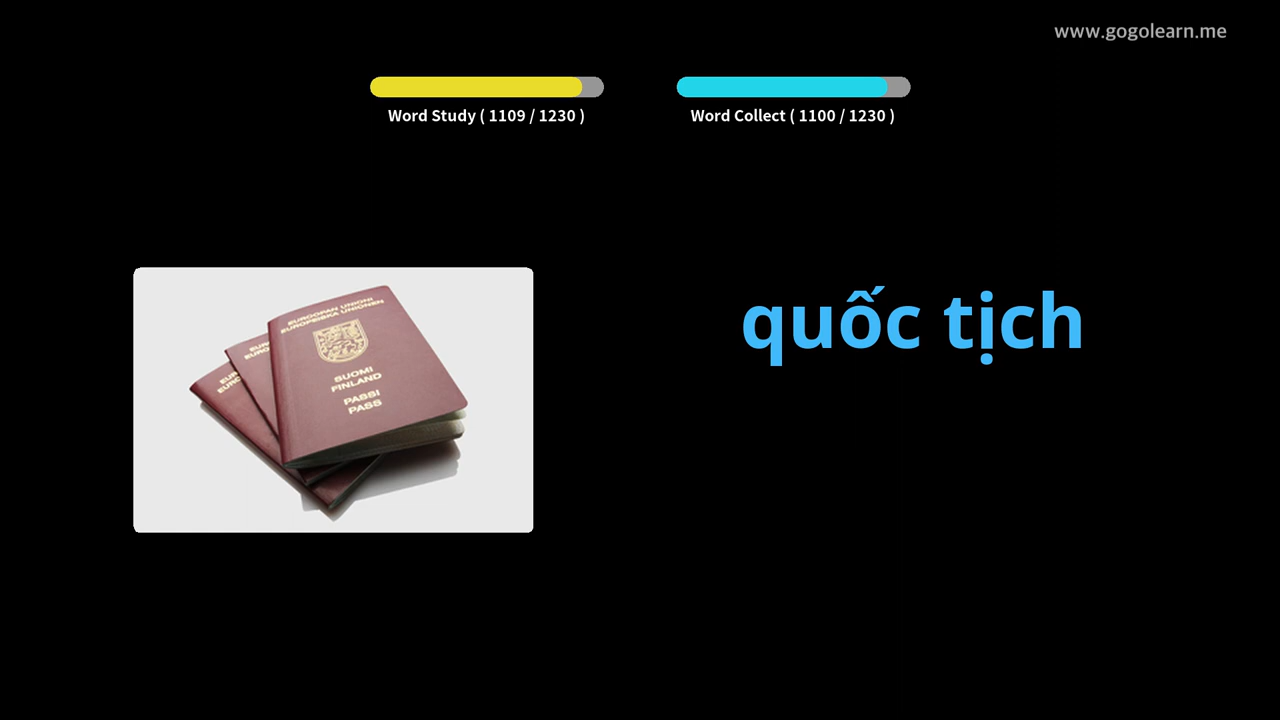 www.gogolearn.me
Word Study ( 1109 / 1230 )
Word Collect ( 1100 / 1230 )
quốc tịch
EUROOPAN UNIONI
EUROPEISKA UNIONEN
SUOMI
FINLAND
PASSI
PASS